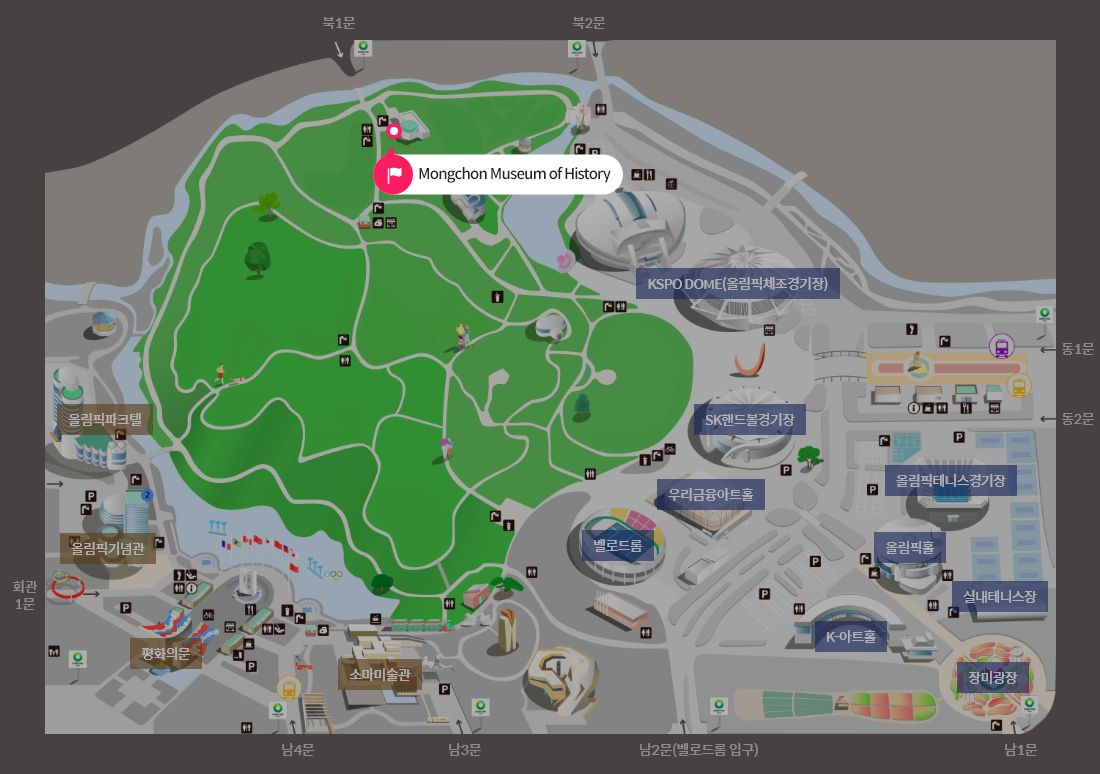 북1문
북2문
Mongchon Museum of History
KSPO DOME(올림픽체조경기장)
동1문
동2문
올림픽파크텔
SK핸드볼경기장
올림픽테니스경기장
우리금융아트홀
2
올림픽기념관
벨로드롬
올림픽홀
회관
1문
실내테니스장
K-아트홀
평화의문
소마미술관
장미광장
남4문
남3문
남2문(벨로드롬 입구)
남1문